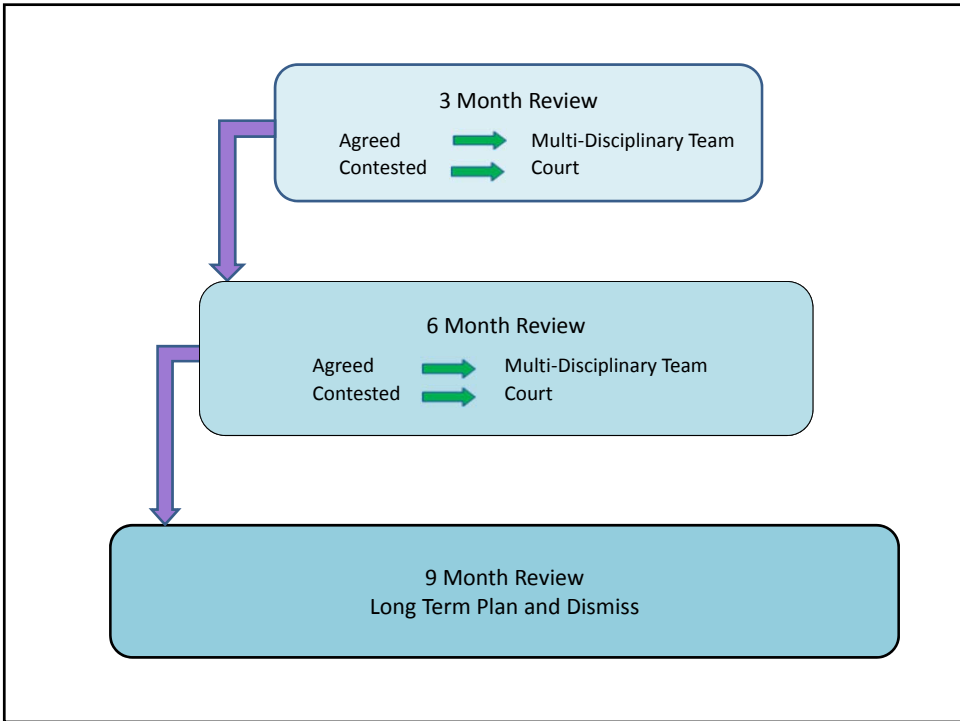 3 Month Review
Agreed Multi-Disciplinary Team
Contested Court
6 Month Review
Agreed Multi-Disciplinary Team
Contested Court
9 Month Review
Long Term Plan and Dismiss